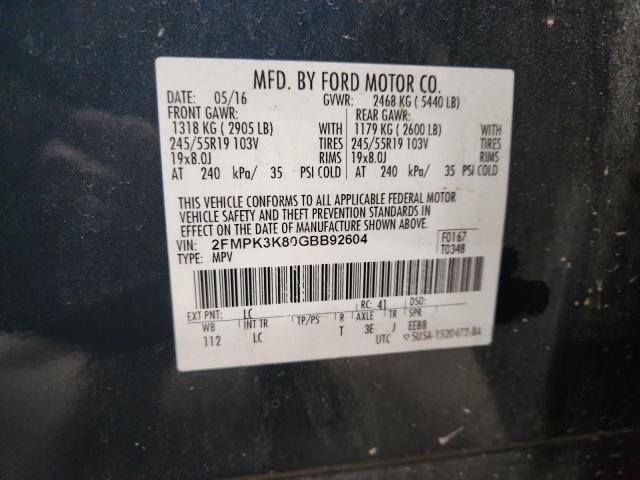 MFD. BY FORD MOTOR CO.
DATE: 05/16 GVWR: 2468 KG ( 5440 LB)
FRONT GAWR: REAR GAWR:
1318 KG ( 2905 LB) WITH 1179 KG ( 2600 LB) WITH
245/55R19 103V TIRES 245/55R19 103V TIRES
19x8.0J RIMS 19x8.0J RIMS
AT 240 kPa/ 35 PSI COLD AT 240 kPa/ 35 PSI COLD
THIS VEHICLE CONFORMS TO ALL APPLICABLE FEDERAL MOTOR
VEHICLE SAFETY AND THEFT PREVENTION STANDARDS IN
EFFECT ON THE DATE OF MANUFACTURE SHOWN ABOVE.
VIN: 2FMPK3K89GBB92604 F0167
TYPE: MPV T0348
EXT PNT: LC RC: 41 DSO:
WB INT TR TP/PS R AXLE TR SPR
112 LC T 3E J EEBB
UTC ▽5USA-1520472-BA